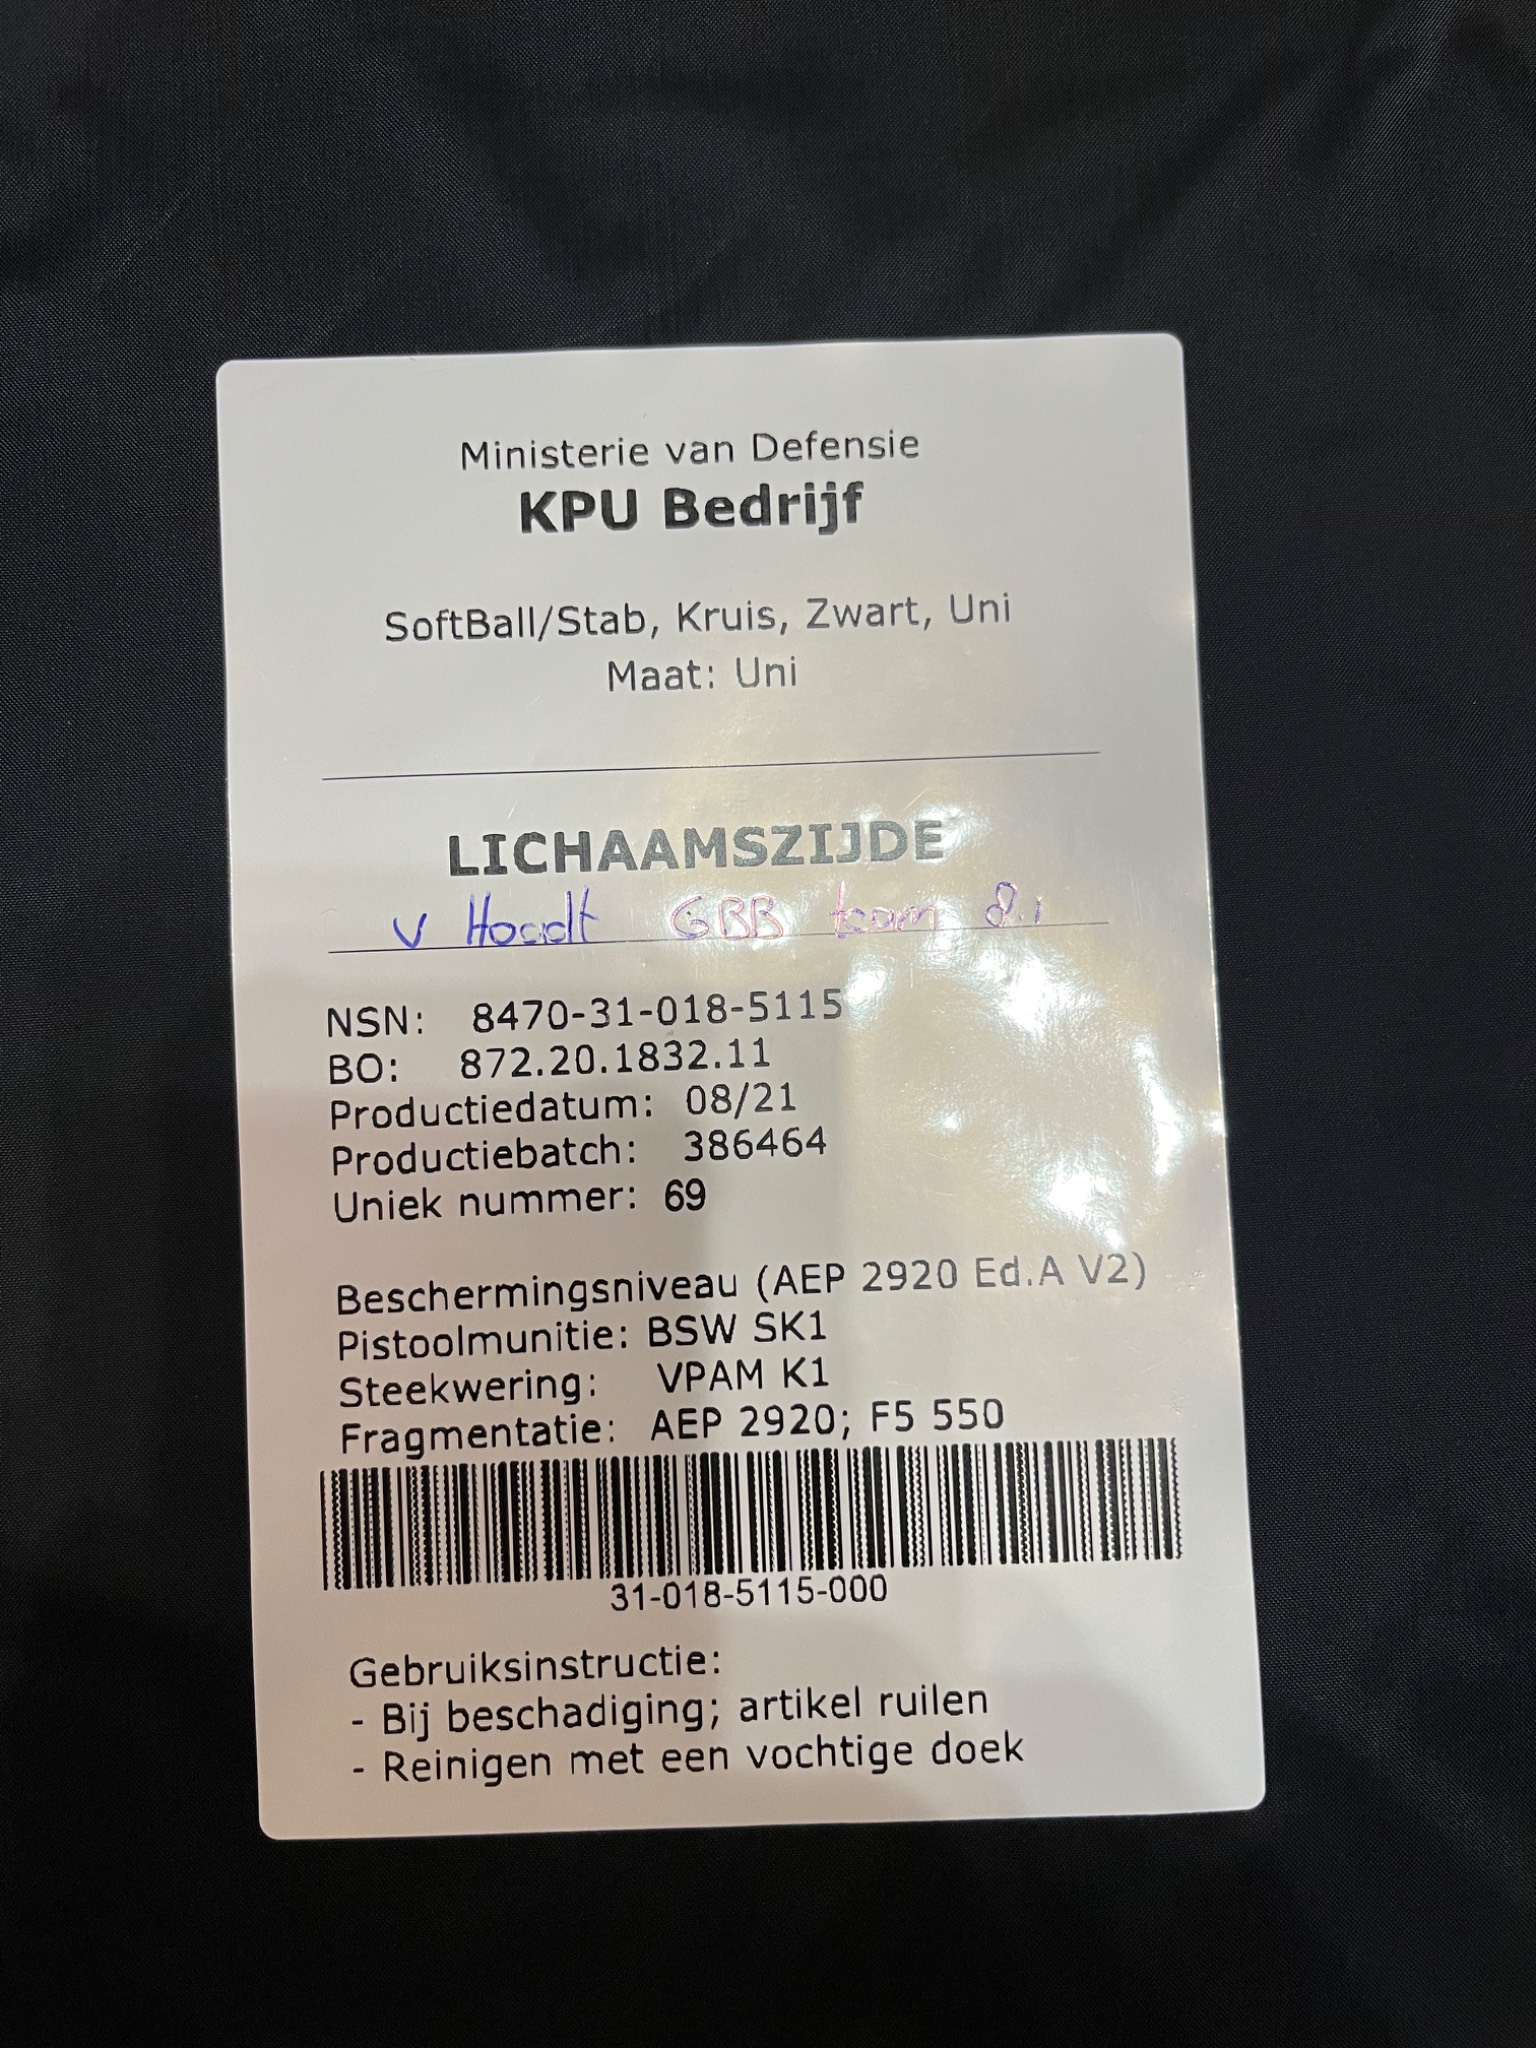 Ministerie van Defensie
KPU Bedrijf
SoftBall/Stab, Kruis, Zwart, Uni
Maat: Uni
LICHAAMSZIJDE
v GBB team 8.1
NSN: 8470-31-018-5115
BO: 872.20.1832.11
Productiedatum: 08/21
Productiebatch: 386464
Uniek nummer: 69
Beschermingsniveau (AEP 2920 Ed.A V2)
Pistoolmunitie: BSW SK1
Steekwering: VPAM K1
Fragmentatie: AEP 2920; F5 550
31-018-5115-000
Gebruiksinstructie:
- Bij beschadiging; artikel ruilen
- Reinigen met een vochtige doek